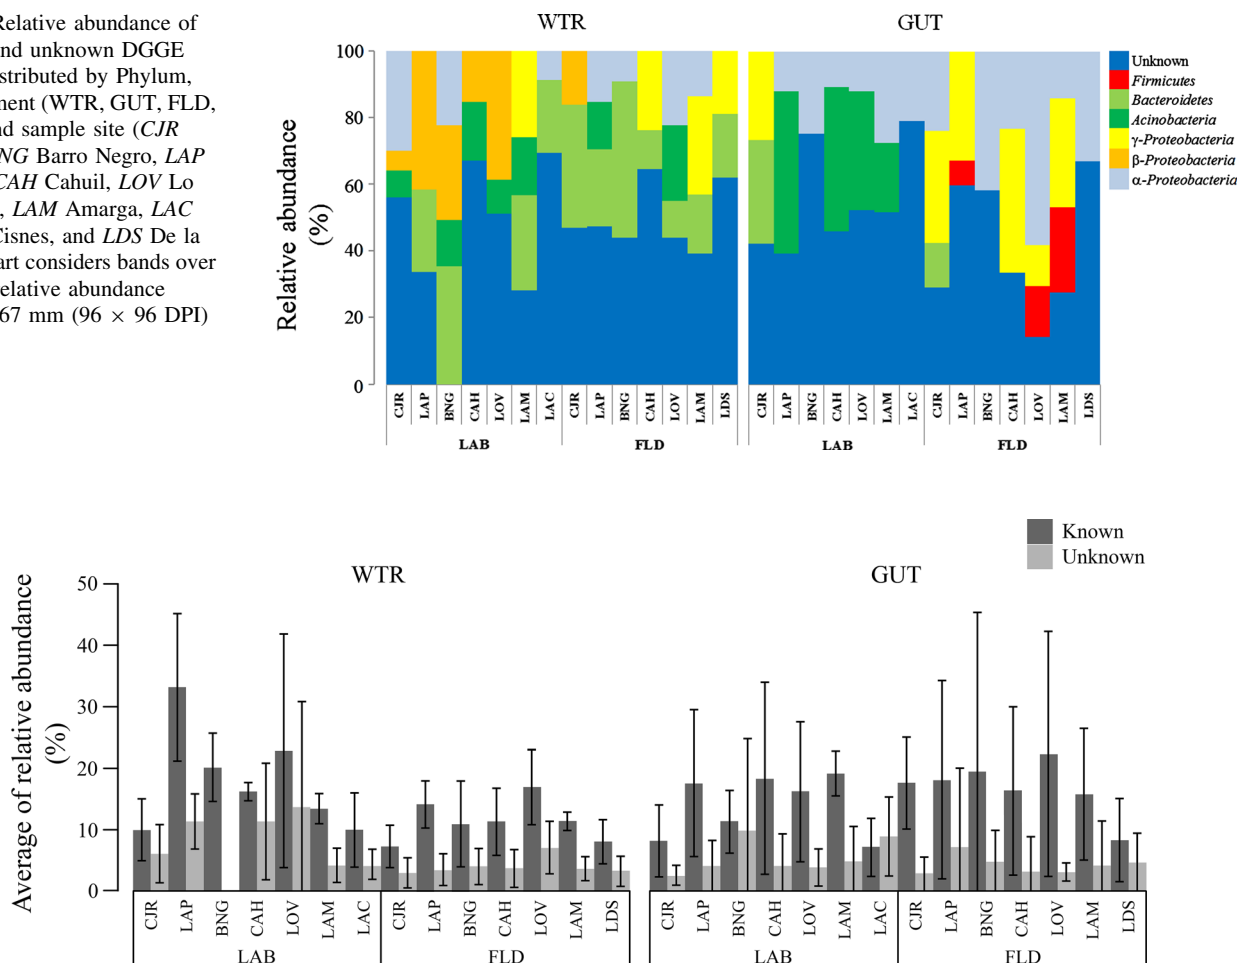 Relative abundance of
nd unknown DGGE
stributed by Phylum,
ment (WTR, GUT, FLD,
nd sample site (CJR
NG Barro Negro, LAP
CAH Cahuil, LOV Lo
, LAM Amarga, LAC
Cisnes, and LDS De la
art considers bands over
relative abundance
67 mm (96 × 96 DPI)
WTR
GUT
Relative abundance
(%)
100
80
60
40
20
0
Unknown
Firmicutes
Bacteroidetes
Acinobacteria
γ-Proteobacteria
β-Proteobacteria
α-Proteobacteria
CJR LAP BNG CAH LOV LAM LAC CJR LAP BNG CAH LOV LAM LDS
LAB FLD
CJR LAP BNG CAH LOV LAM LAC CJR LAP BNG CAH LOV LAM LDS
LAB FLD
Known
Unknown
WTR
GUT
Average of relative abundance
(%)
50
40
30
20
10
0
CJR LAP BNG CAH LOV LAM LAC CJR LAP BNG CAH LOV LAM LDS
LAB FLD
CJR LAP BNG CAH LOV LAM LAC CJR LAP BNG CAH LOV LAM LDS
LAB FLD